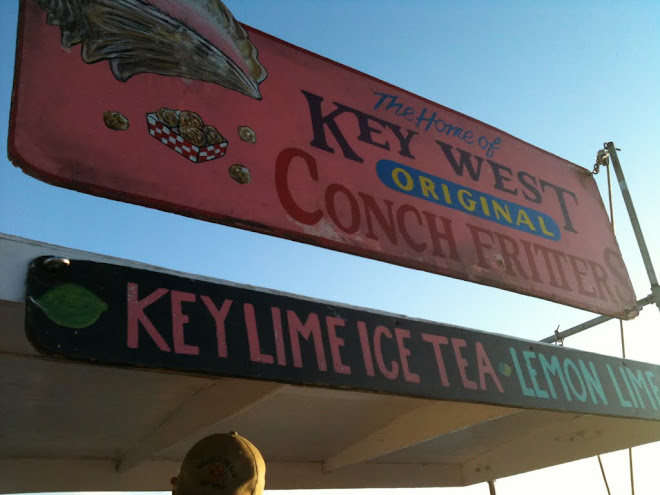 The Home of
KEY WEST
ORIGINAL
CONCH FRITTERS
KEY LIME ICE TEA • LEMON LIME